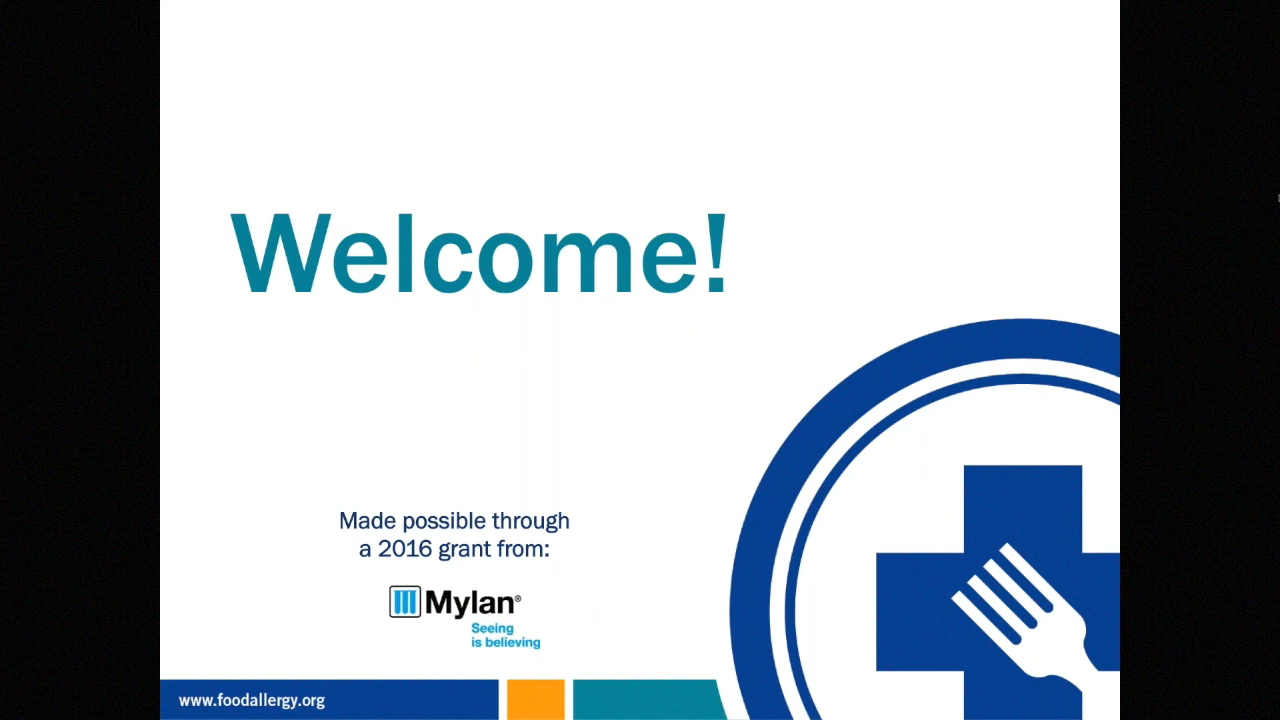 Welcome!
Made possible through
a 2016 grant from:
Mylan®
Seeing
is believing
www.foodallergy.org